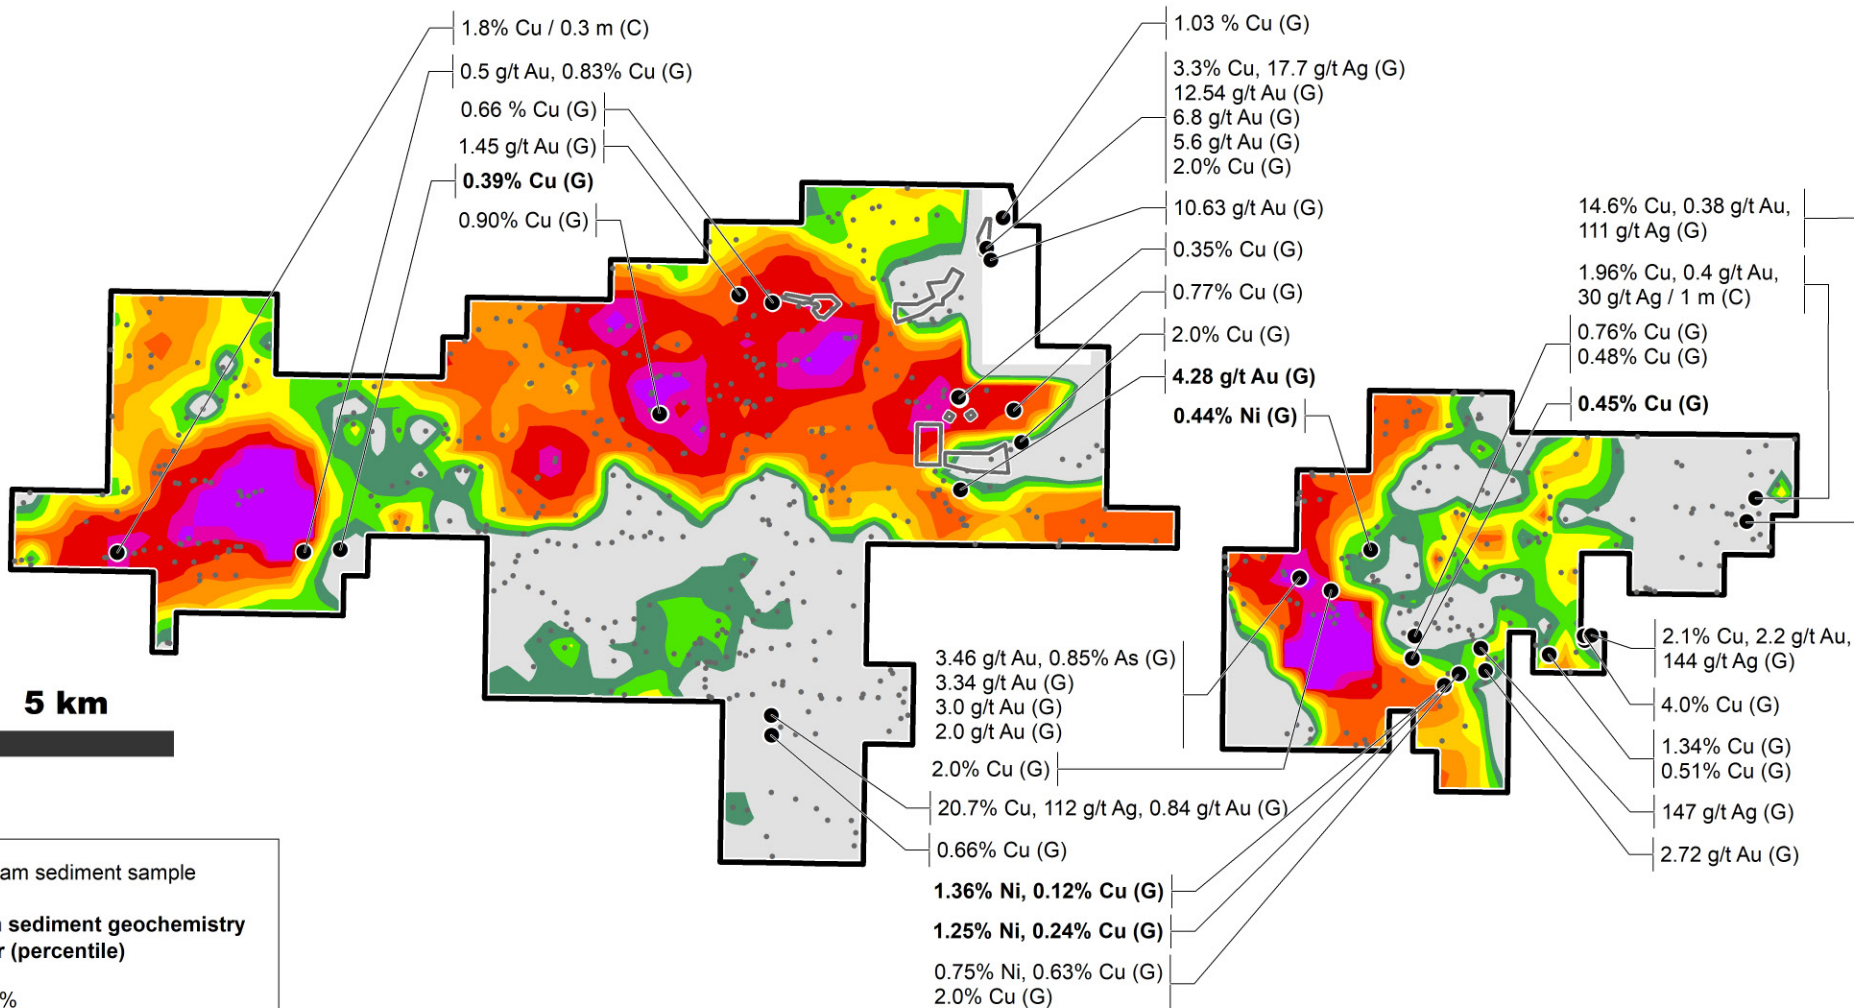 1.8% Cu / 0.3 m (C)
0.5 g/t Au, 0.83% Cu (G)
0.66 % Cu (G)
1.45 g/t Au (G)
0.39% Cu (G)
0.90% Cu (G)
1.03 % Cu (G)
3.3% Cu, 17.7 g/t Ag (G)
12.54 g/t Au (G)
6.8 g/t Au (G)
5.6 g/t Au (G)
2.0% Cu (G)
10.63 g/t Au (G)
0.35% Cu (G)
0.77% Cu (G)
2.0% Cu (G)
4.28 g/t Au (G)
0.44% Ni (G)
14.6% Cu, 0.38 g/t Au,
111 g/t Ag (G)
1.96% Cu, 0.4 g/t Au,
30 g/t Ag / 1 m (C)
0.76% Cu (G)
0.48% Cu (G)
0.45% Cu (G)
5 km
3.46 g/t Au, 0.85% As (G)
3.34 g/t Au (G)
3.0 g/t Au (G)
2.0 g/t Au (G)
2.0% Cu (G)
20.7% Cu, 112 g/t Ag, 0.84 g/t Au (G)
0.66% Cu (G)
1.36% Ni, 0.12% Cu (G)
1.25% Ni, 0.24% Cu (G)
0.75% Ni, 0.63% Cu (G)
2.0% Cu (G)
2.1% Cu, 2.2 g/t Au,
144 g/t Ag (G)
4.0% Cu (G)
1.34% Cu (G)
0.51% Cu (G)
147 g/t Ag (G)
2.72 g/t Au (G)
am sediment sample
sediment geochemistry
r (percentile)
%